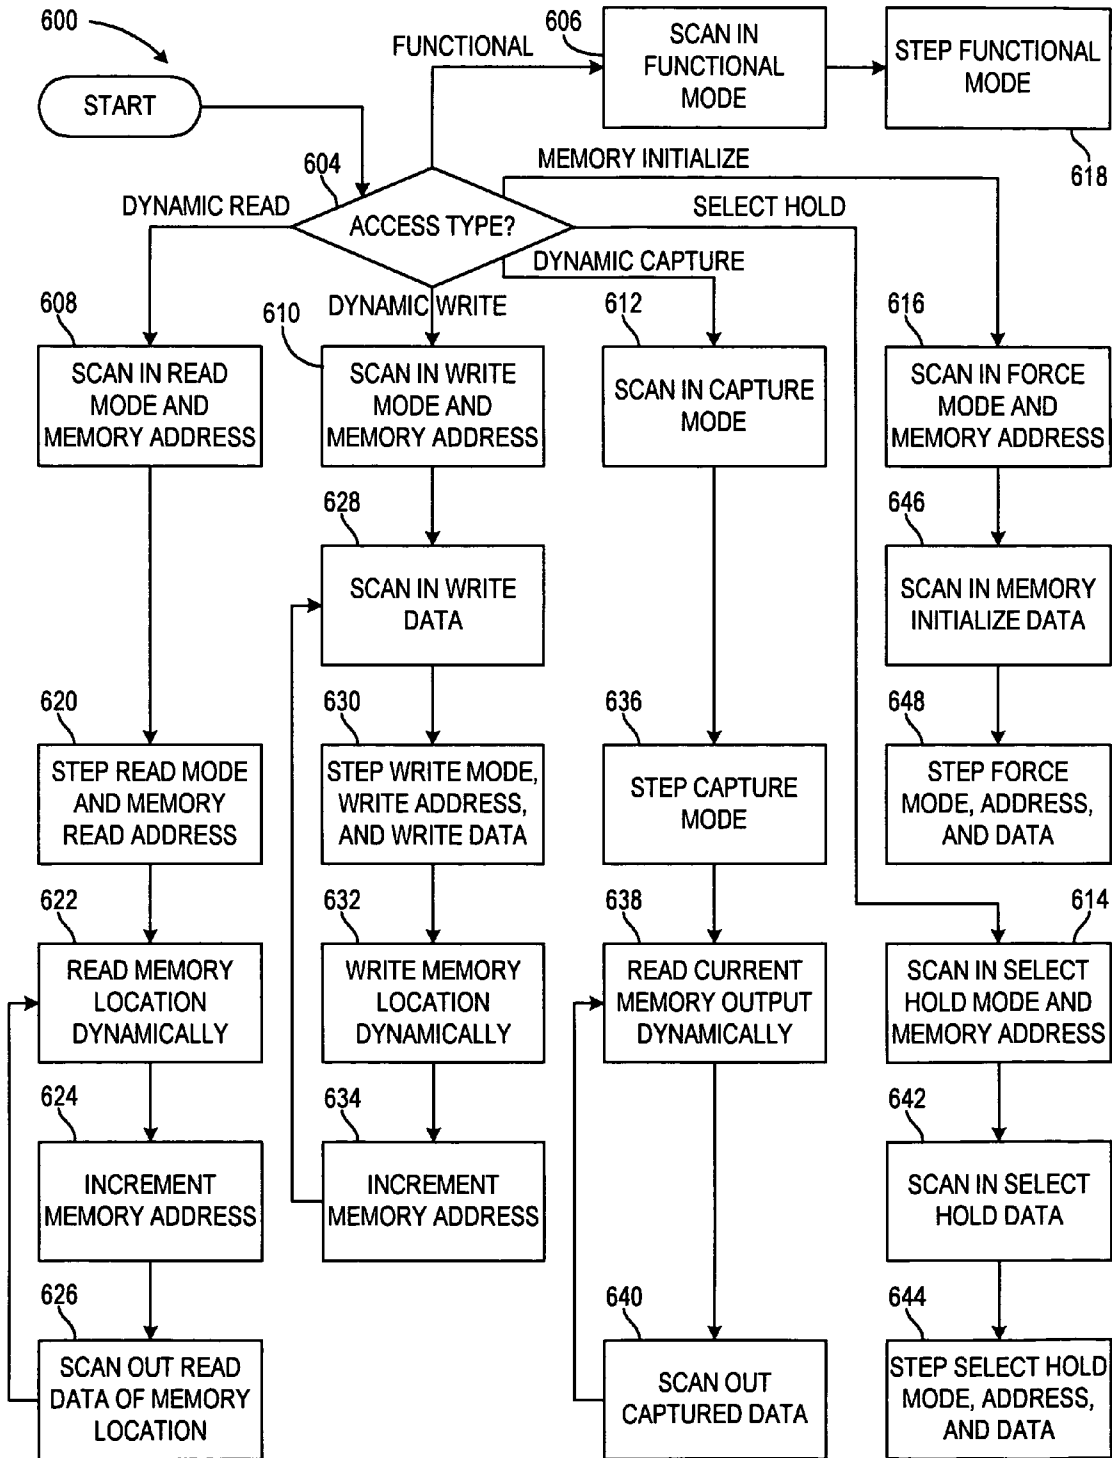 600
START
FUNCTIONAL
606
SCAN IN
FUNCTIONAL
MODE
STEP FUNCTIONAL
MODE
618
604
ACCESS TYPE?
DYNAMIC READ
MEMORY INITIALIZE
SELECT HOLD
DYNAMIC CAPTURE
DYNAMIC WRITE
608
SCAN IN READ
MODE AND
MEMORY ADDRESS
610
SCAN IN WRITE
MODE AND
MEMORY ADDRESS
612
SCAN IN CAPTURE
MODE
616
SCAN IN FORCE
MODE AND
MEMORY ADDRESS
628
SCAN IN WRITE
DATA
646
SCAN IN MEMORY
INITIALIZE DATA
620
STEP READ MODE
AND MEMORY
READ ADDRESS
630
STEP WRITE MODE,
WRITE ADDRESS,
AND WRITE DATA
636
STEP CAPTURE
MODE
648
STEP FORCE
MODE, ADDRESS,
AND DATA
622
READ MEMORY
LOCATION
DYNAMICALLY
632
WRITE MEMORY
LOCATION
DYNAMICALLY
638
READ CURRENT
MEMORY OUTPUT
DYNAMICALLY
614
SCAN IN SELECT
HOLD MODE AND
MEMORY ADDRESS
624
INCREMENT
MEMORY ADDRESS
634
INCREMENT
MEMORY ADDRESS
642
SCAN IN SELECT
HOLD DATA
626
SCAN OUT READ
DATA OF MEMORY
LOCATION
640
SCAN OUT
CAPTURED DATA
644
STEP SELECT HOLD
MODE, ADDRESS,
AND DATA